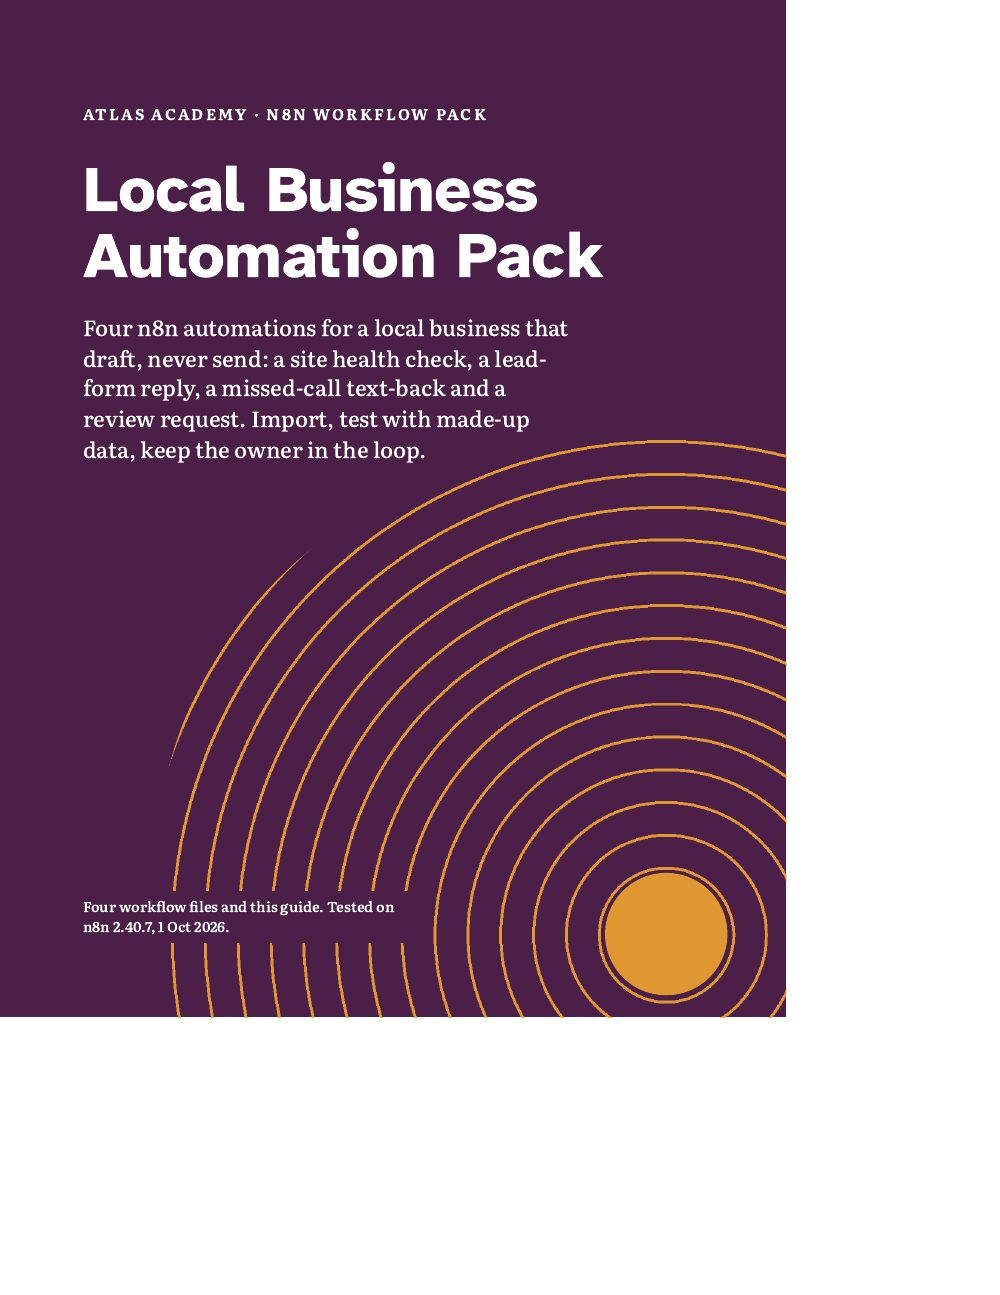 ATLAS ACADEMY · N8N WORKFLOW PACK
Local Business
Automation Pack
Four n8n automations for a local business that
draft, never send: a site health check, a lead-
form reply, a missed-call text-back and a
review request. Import, test with made-up
data, keep the owner in the loop.
Four workflow files and this guide. Tested on
n8n 2.40.7, 1 Oct 2026.